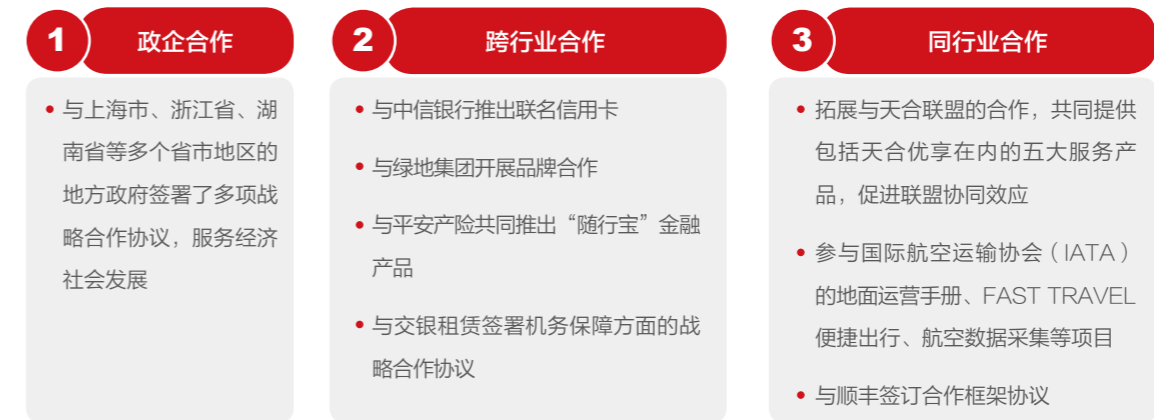 1 政企合作
• 与上海市、浙江省、湖
南省等多个省市地区的
地方政府签署了多项战
略合作协议，服务经济
社会发展
2 跨行业合作
• 与中信银行推出联名信用卡
• 与绿地集团开展品牌合作
• 与平安产险共同推出“随行宝”金融
产品
• 与交银租赁签署机务保障方面的战
略合作协议
3 同行业合作
• 拓展与天合联盟的合作，共同提供
包括天合优享在内的五大服务产
品，促进联盟协同效应
• 参与国际航空运输协会（IATA）
的地面运营手册、FAST TRAVEL
便捷出行、航空数据采集等项目
• 与顺丰签订合作框架协议